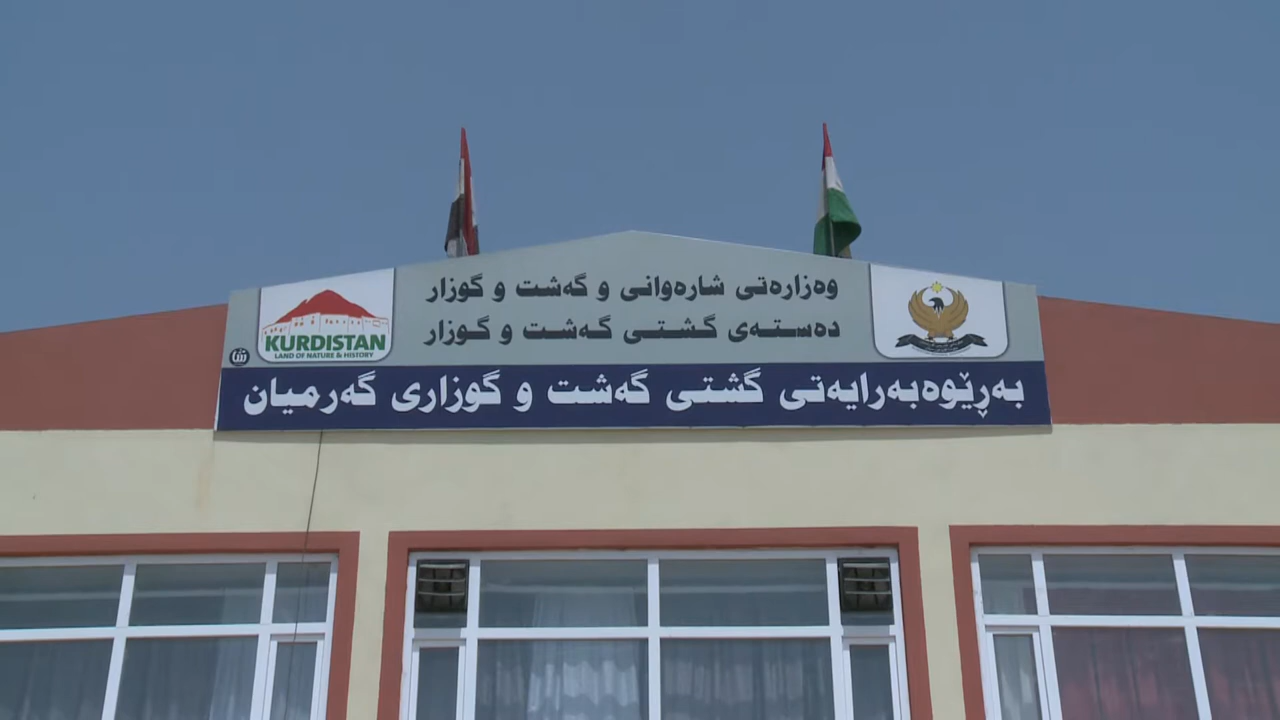 وەزارەتی شارەوانی و گەشت و گوزار
دەستەی گشتی گەشت و گوزار
KURDISTAN
LAND OF NATURE & HISTORY
بەڕێوەبەرایەتی گشتی گەشت و گوزاری گەرمیان